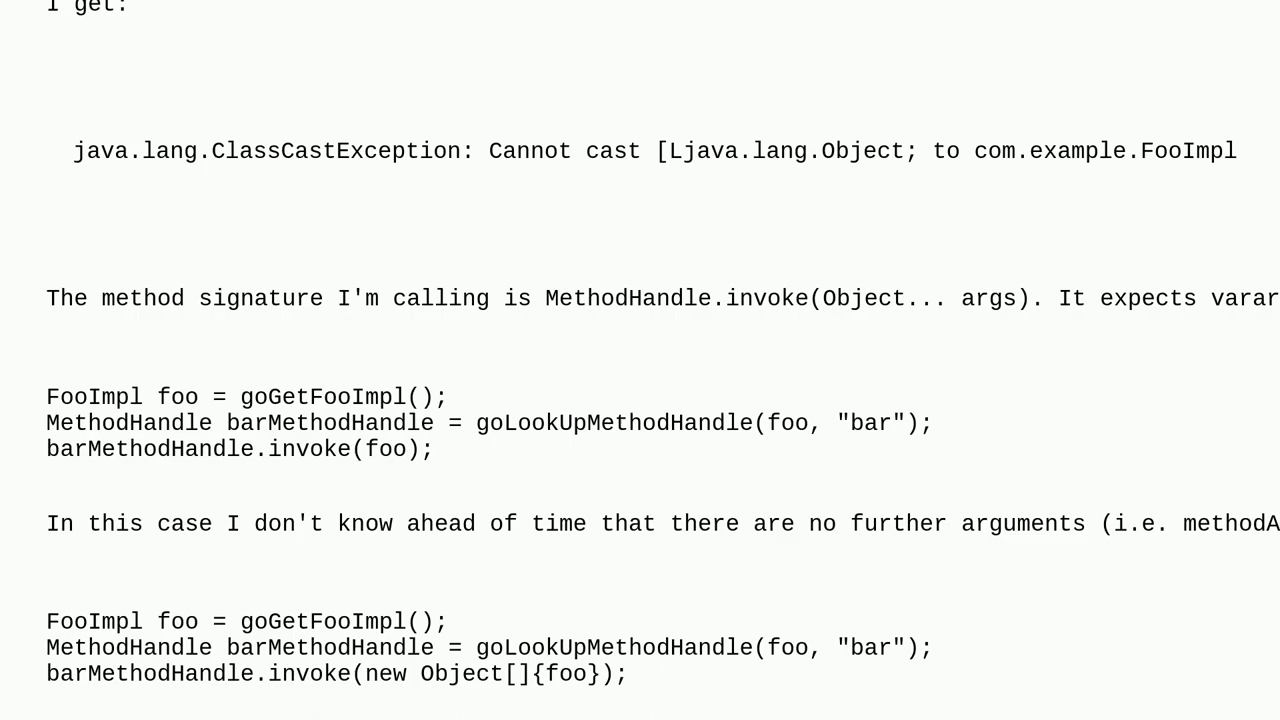 I get:
java.lang.ClassCastException: Cannot cast [Ljava.lang.Object; to com.example.FooImpl
The method signature I'm calling is MethodHandle.invoke(Object... args). It expects varar
FooImpl foo = goGetFooImpl();
MethodHandle barMethodHandle = goLookUpMethodHandle(foo, "bar");
barMethodHandle.invoke(foo);
In this case I don't know ahead of time that there are no further arguments (i.e. methodA
FooImpl foo = goGetFooImpl();
MethodHandle barMethodHandle = goLookUpMethodHandle(foo, "bar");
barMethodHandle.invoke(new Object[]{foo});